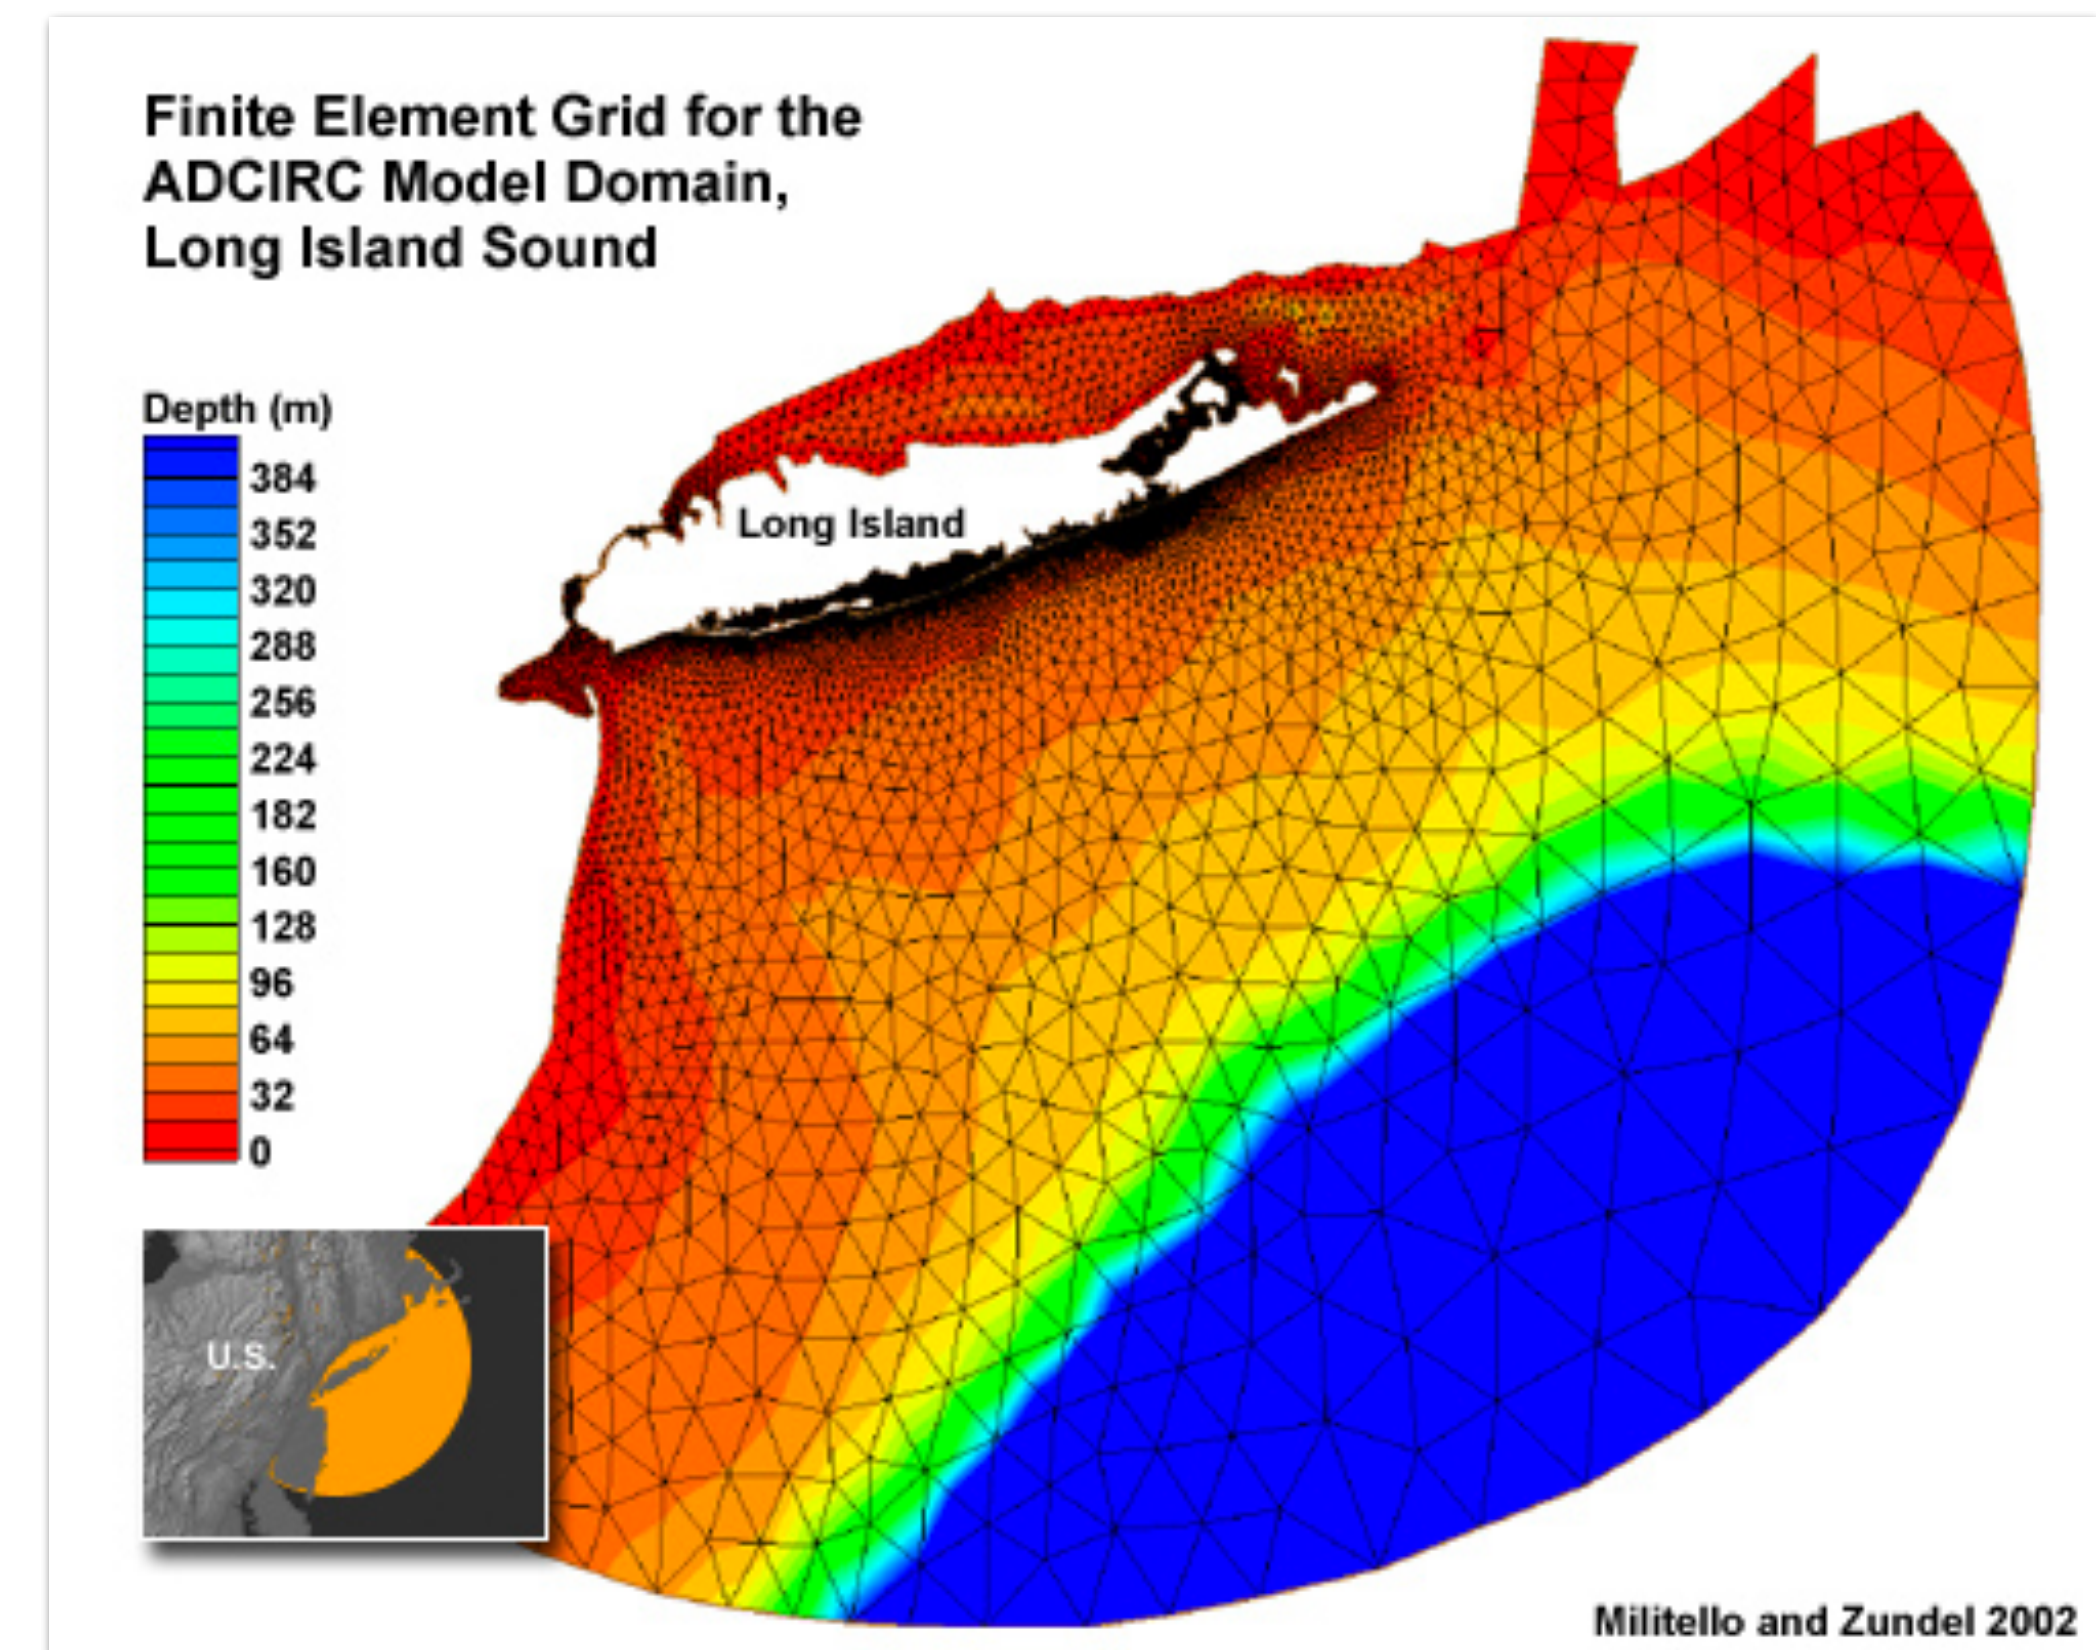 Finite Element Grid for the
ADCIRC Model Domain,
Long Island Sound
Depth (m)
384
352
320
288
256
224
182
160
128
96
64
32
0
Long Island
U.S.
Militello and Zundel 2002